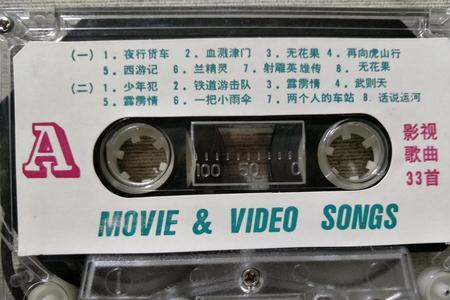 （一） 1．夜行货车 2．血溅津门 3．无花果 4．再向虎山行
5．西游记 6．兰精灵 7．射雕英雄传 8．无花果
（二） 1．少年犯 2．铁道游击队 3．霹雳情 4．武则天
5．霹雳情 6．一把小雨伞 7．两个人的车站 8．话说运河
A
影视
歌曲
33首
100 50 0
MOVIE & VIDEO SONGS